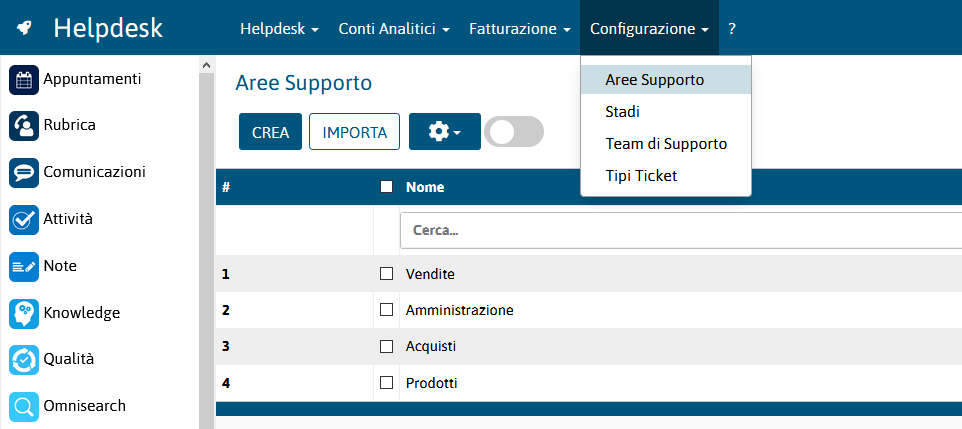 Helpdesk
Helpdesk Conti Analitici Fatturazione Configurazione ?
Appuntamenti
Rubrica
Comunicazioni
Attività
Note
Knowledge
Qualità
Omnisearch
Aree Supporto
Stadi
Team di Supporto
Tipi Ticket
Aree Supporto
CREA IMPORTA
# Nome
Cerca...
1 Vendite
2 Amministrazione
3 Acquisti
4 Prodotti